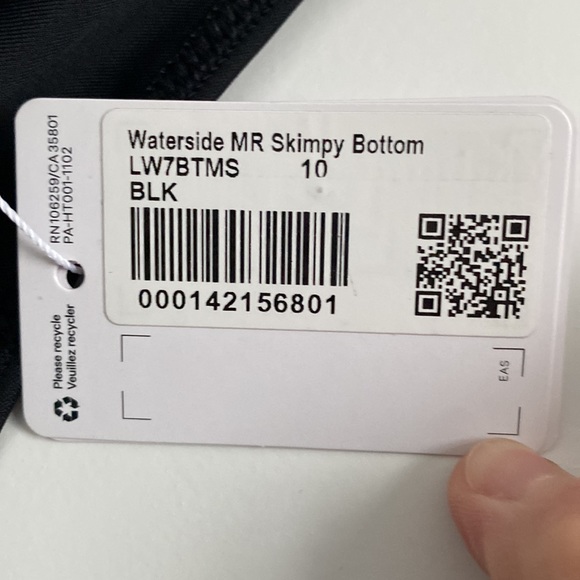 Waterside MR Skimpy Bottom
LW7BTMS 10
BLK
000142156801
RN106259/CA35801
PA-HT001-1102
Please recycle
Veuillez recycler
EAS